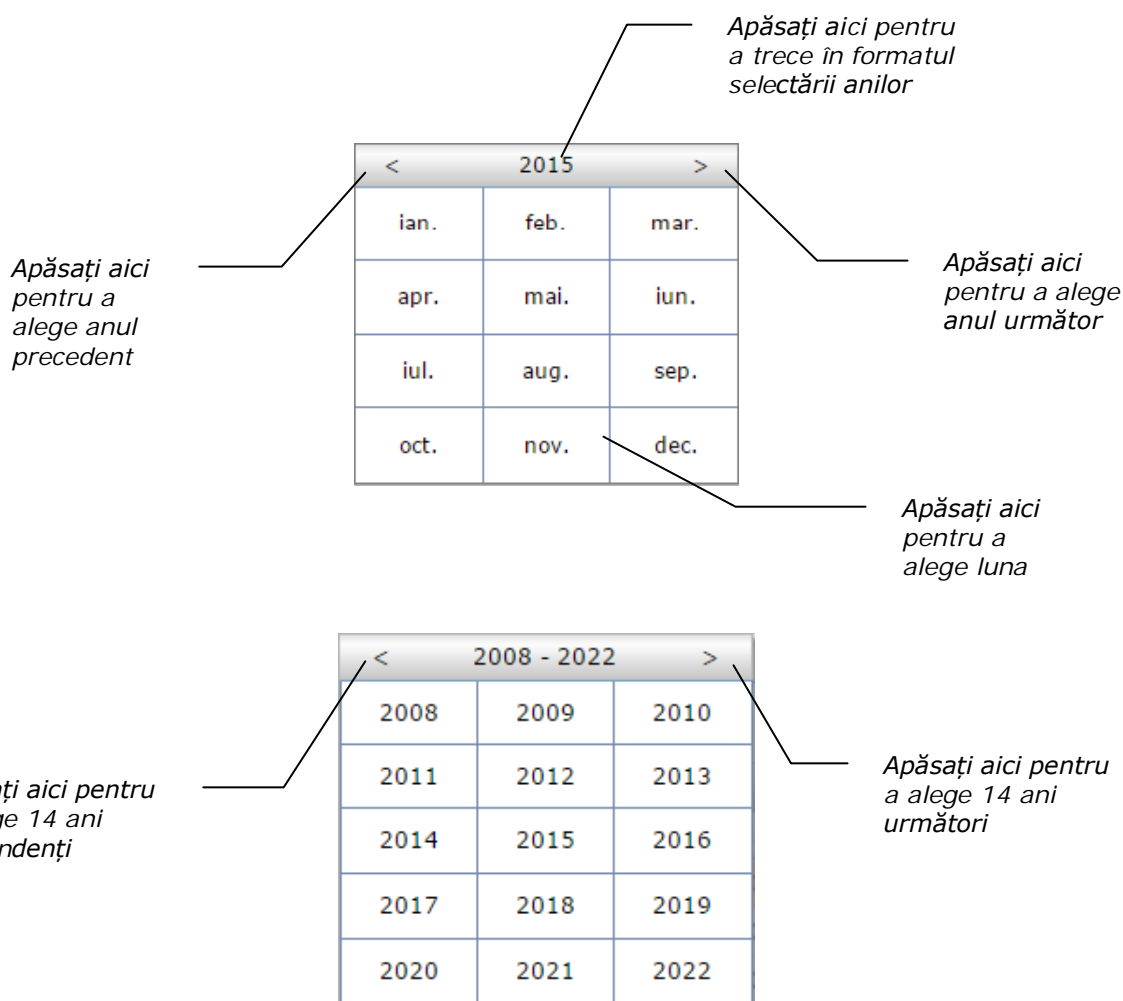 Apăsați aici pentru
a trece în formatul
selectării anilor
< 2015 >
ian. feb. mar.
apr. mai. iun.
iul. aug. sep.
oct. nov. dec.
Apăsați aici
pentru a
alege anul
precedent
Apăsați aici
pentru a alege
anul următor
Apăsați aici
pentru a
alege luna
< 2008 - 2022 >
2008 2009 2010
2011 2012 2013
2014 2015 2016
2017 2018 2019
2020 2021 2022
aici pentru
14 ani
Apăsați aici pentru
a alege 14 ani
următori